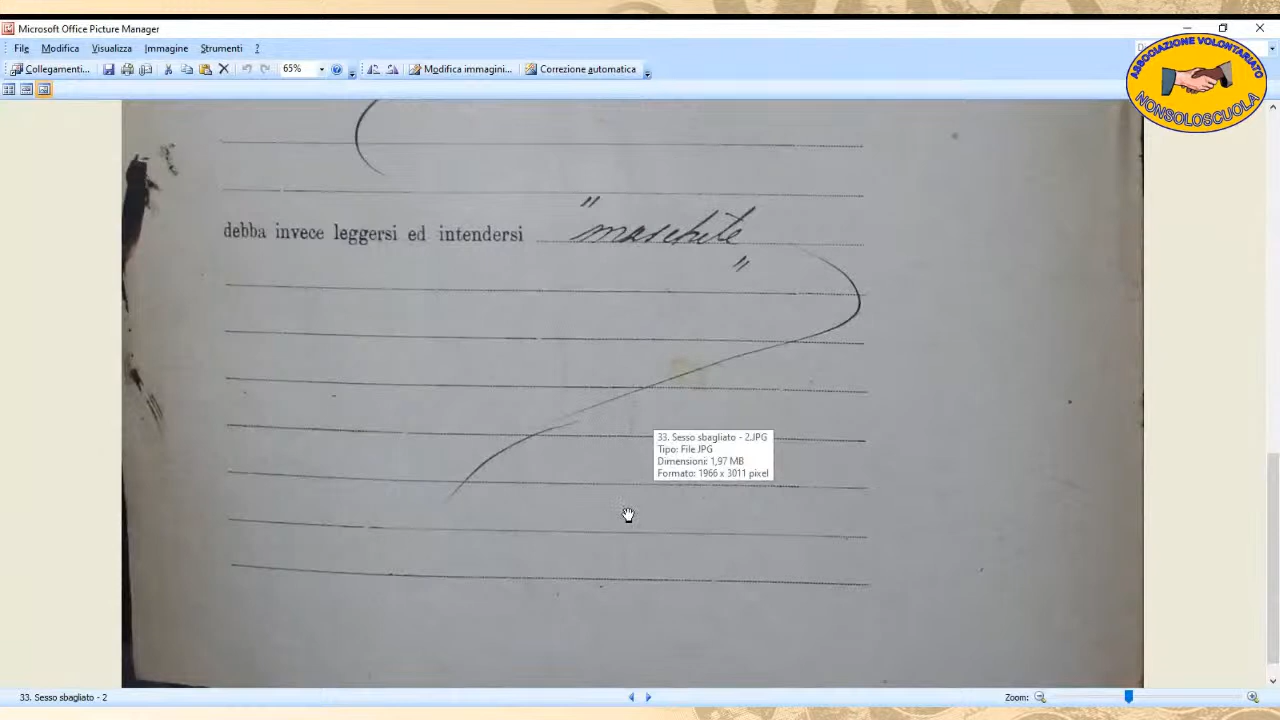 Microsoft Office Picture Manager
File Modifica Visualizza Immagine Strumenti ?
Collegamenti... 65% Modifica immagini... Correzione automatica
ASSOCIAZIONE VOLONTARIATO
NONSOLOSCUOLA
debba invece leggersi ed intendersi "maschile"
33. Sesso sbagliato - 2.JPG
Tipo: File JPG
Dimensioni: 1,97 MB
Formato: 1966 x 3011 pixel
33. Sesso sbagliato - 2
Zoom: